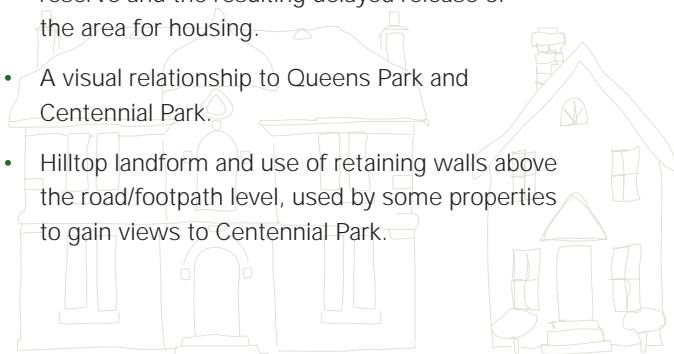 reserve and the resulting delayed release of
the area for housing.
• A visual relationship to Queens Park and
Centennial Park.
• Hilltop landform and use of retaining walls above
the road/footpath level, used by some properties
to gain views to Centennial Park.